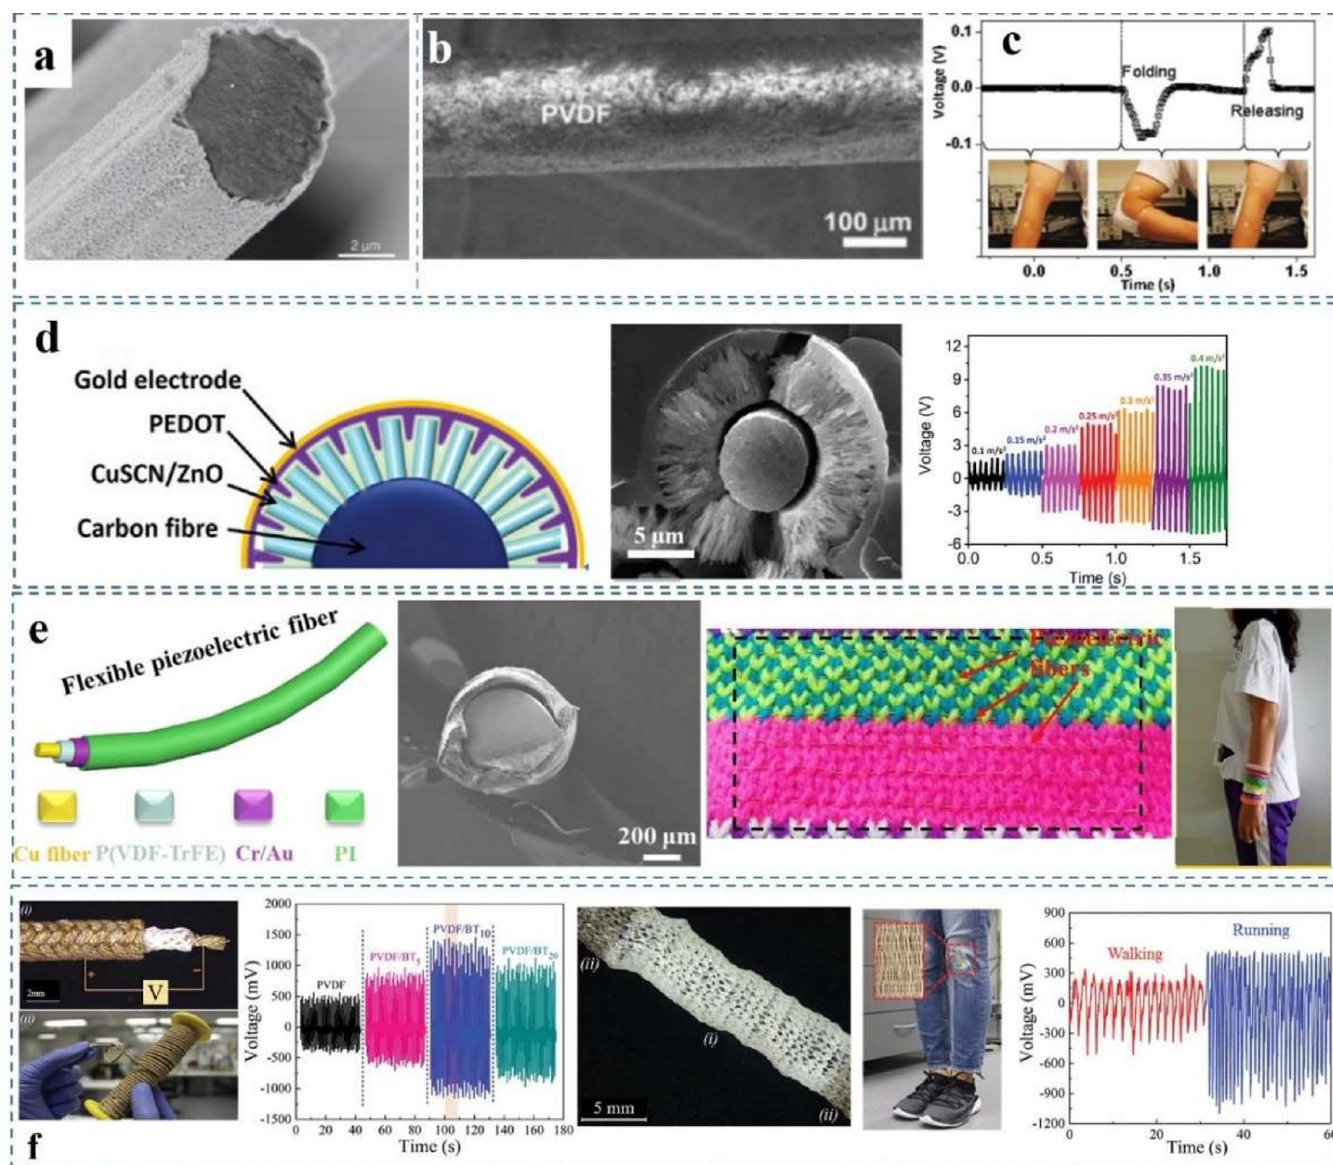 a
2 µm
b
PVDF
100 µm
c
Voltage (V)
0.1
0.0
-0.1
Folding
Releasing
0.0 0.5 1.0 1.5
Time (s)
d
Gold electrode
PEDOT
CuSCN/ZnO
Carbon fibre
5 µm
Voltage (V)
12
9
6
3
0
-3
-6
0.1 m/s²
0.15 m/s²
0.2 m/s²
0.25 m/s²
0.3 m/s²
0.35 m/s²
0.4 m/s²
0.0 0.5 1.0 1.5
Time (s)
e
Flexible piezoelectric fiber
Cu fiber P(VDF-TrFE) Cr/Au PI
200 µm
Piezoelectric
fibers
(i)
+ -
V
2mm
(ii)
Voltage (mV)
2000
1500
1000
500
0
-500
-1000
-1500
PVDF
PVDF/BT5
PVDF/BT10
PVDF/BT20
0 20 40 60 80 100 120 140 160 180
Time (s)
(ii)
(i)
(ii)
5 mm
Voltage (mV)
900
600
300
0
-300
-600
-900
-1200
Walking
Running
0 10 20 30 40 50 60
Time (s)
f